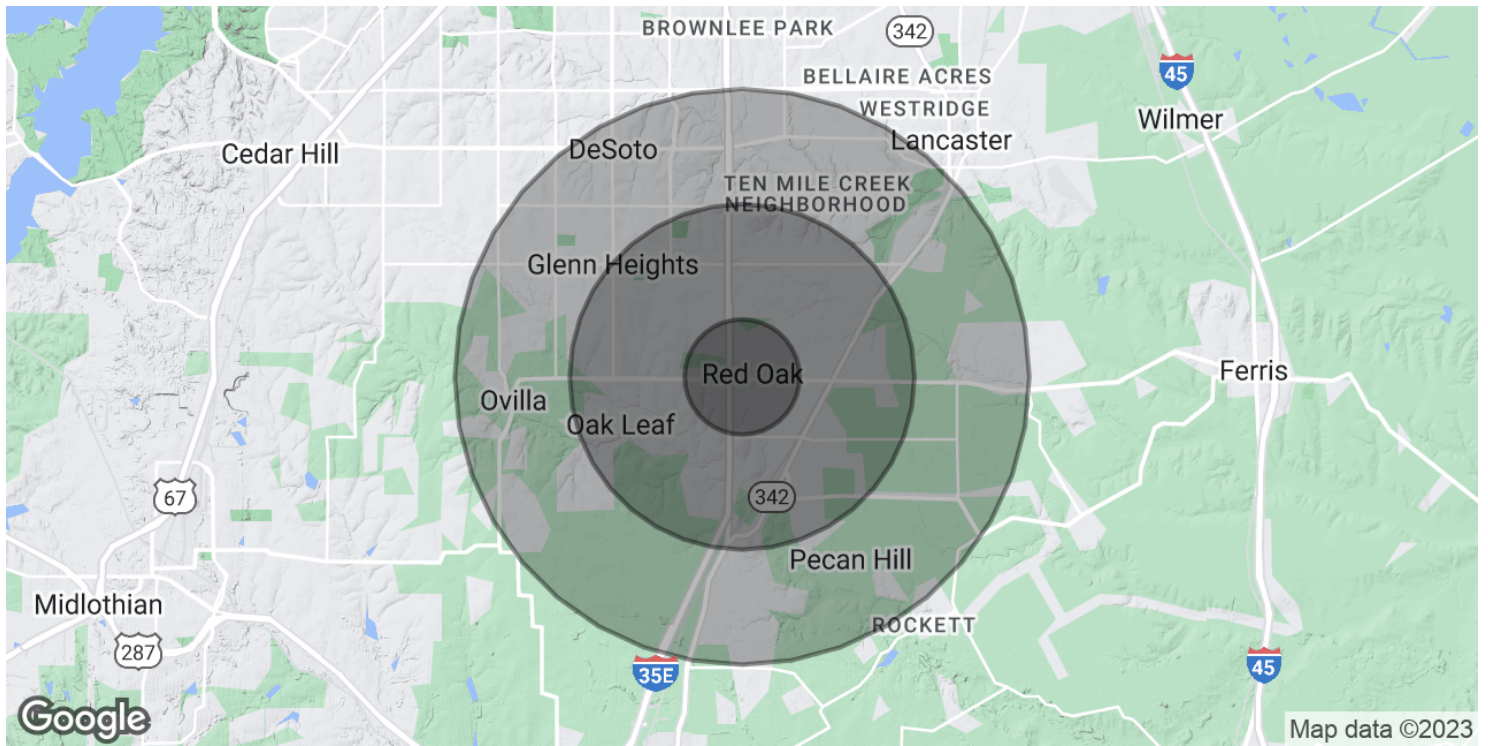 BROWNLEE PARK
342
BELLAIRE ACRES
45
WESTRIDGE
Wilmer
Lancaster
DeSoto
Cedar Hill
TEN MILE CREEK
NEIGHBORHOOD
Glenn Heights
Red Oak
Ferris
Ovilla
Oak Leaf
67
342
Pecan Hill
Midlothian
ROCKETT
287
35E
45
Google
Map data ©2023